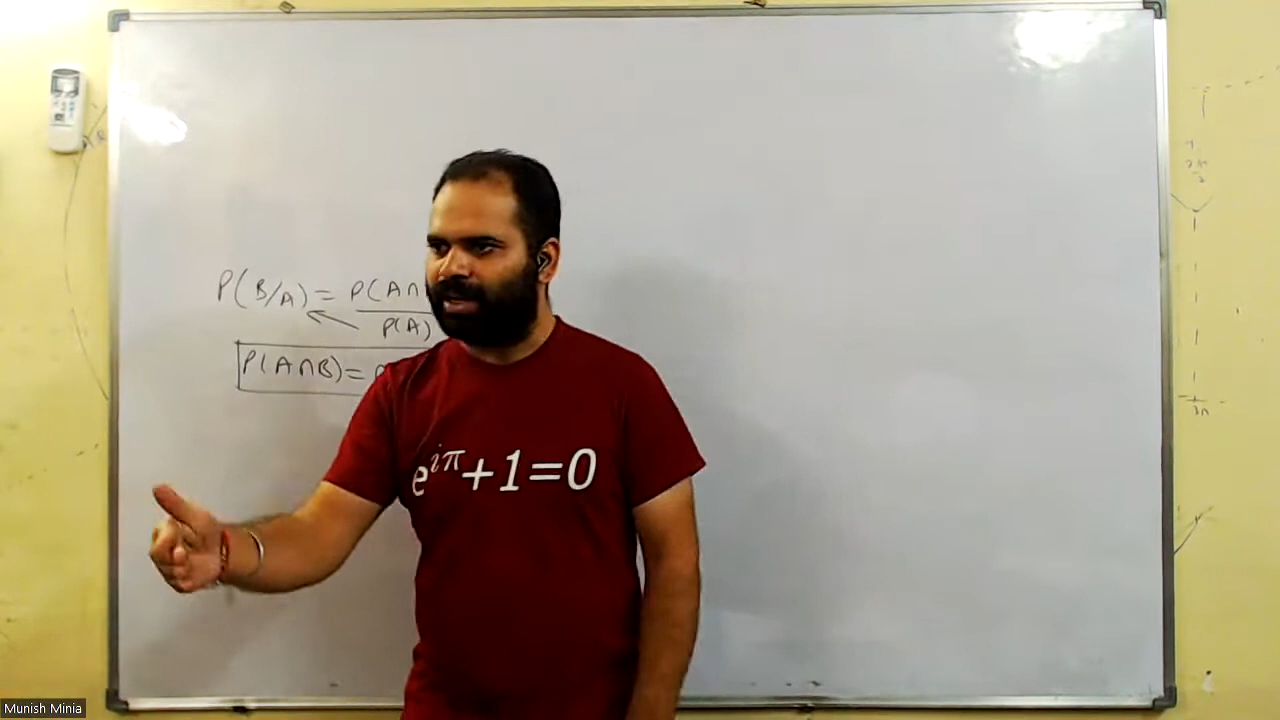 P(B/A) = P(A∩
P(A)
P(A∩B) =
e^{iπ}+1=0
Munish Minia